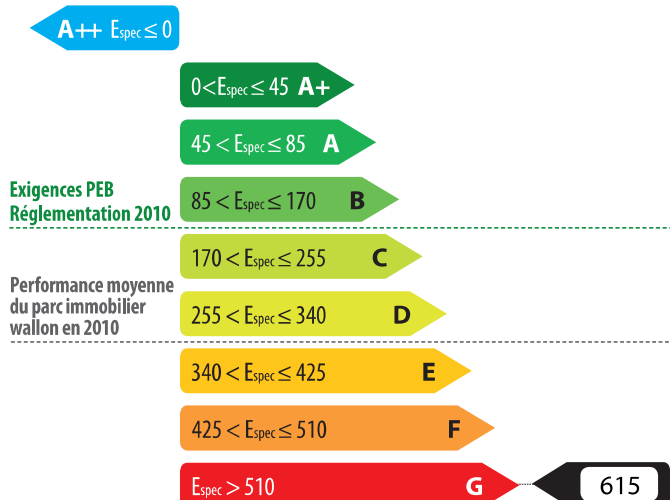 A++ Espec ≤ 0
0<Espec ≤ 45 A+
45 < Espec ≤ 85 A
Exigences PEB
Réglementation 2010
85 < Espec ≤ 170 B
170 < Espec ≤ 255 C
Performance moyenne
du parc immobilier
wallon en 2010
255 < Espec ≤ 340 D
340 < Espec ≤ 425 E
425 < Espec ≤ 510 F
Espec > 510 G
615